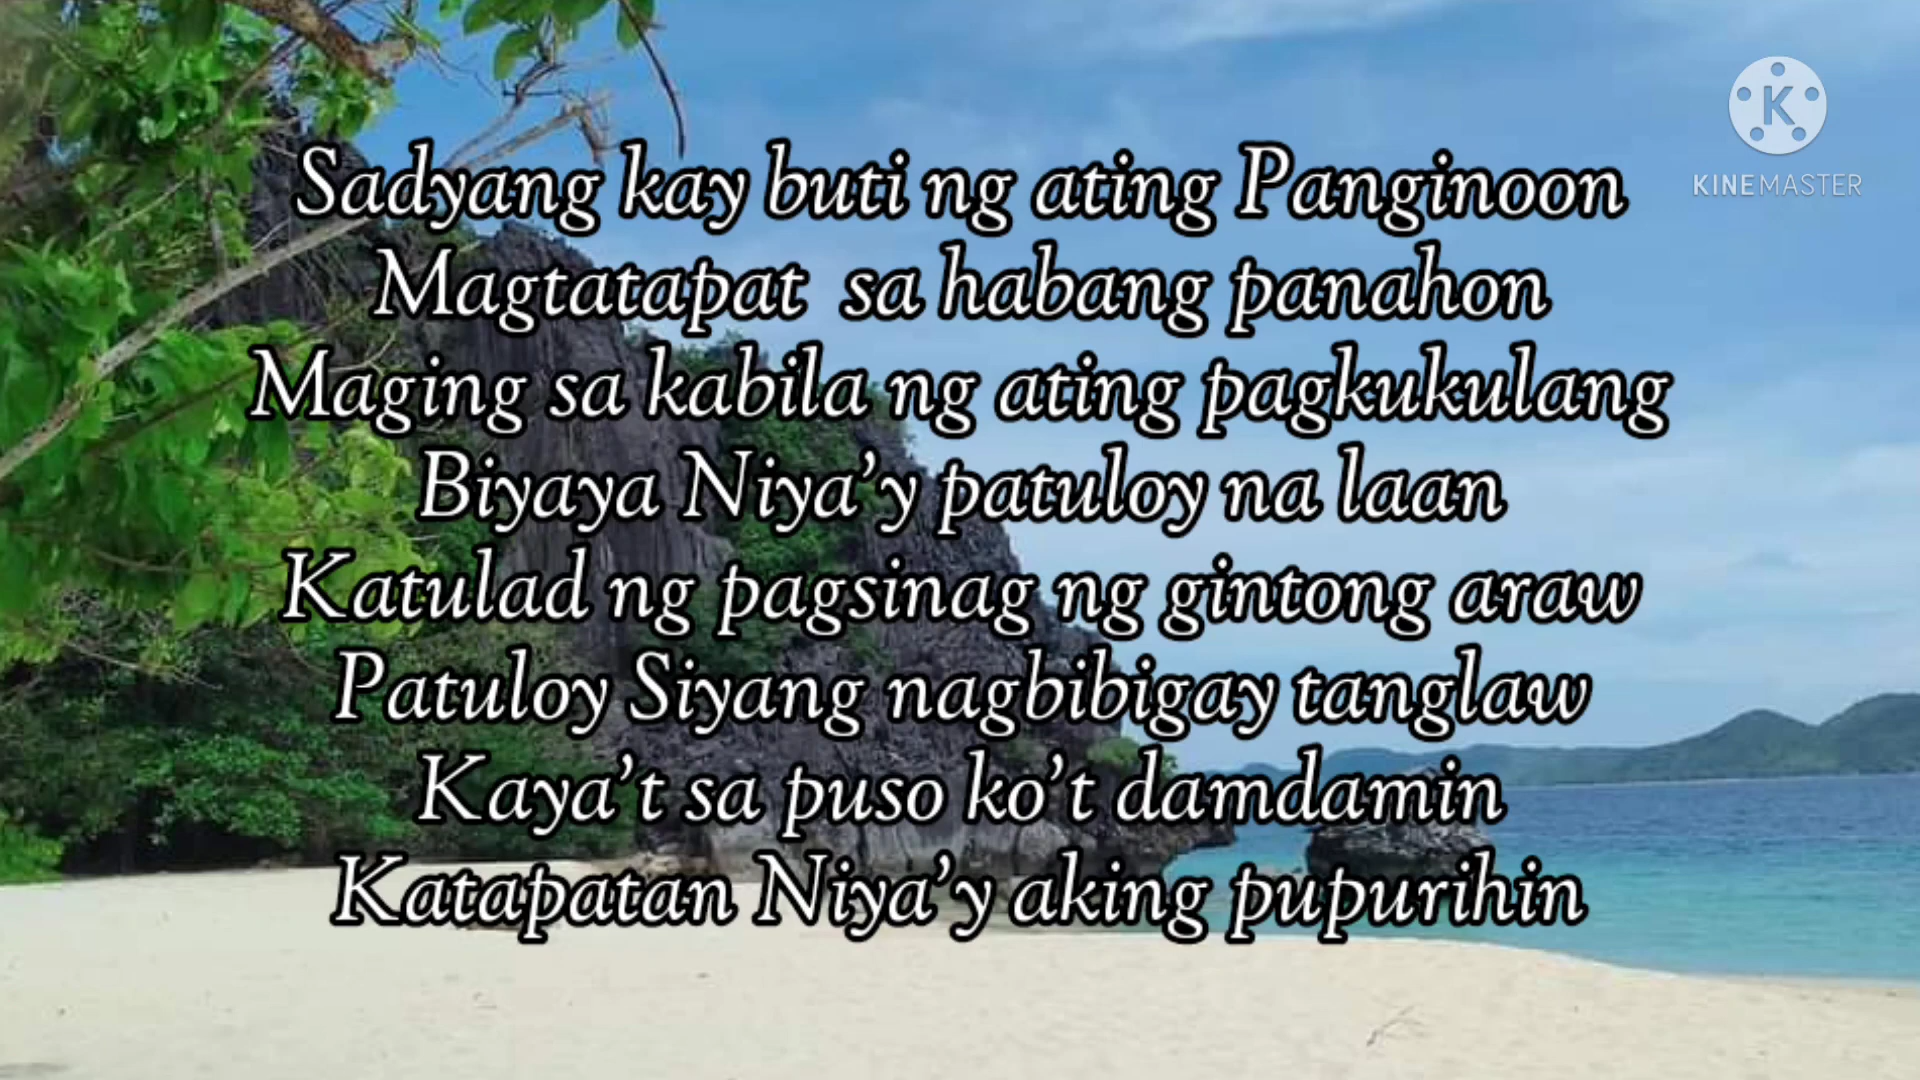 Sadyang kay buti ng ating Panginoon
Magtatapat sa habang panahon
Maging sa kabila ng ating pagkukulang
Biyaya Niya’y patuloy na laan
Katulad ng pagsinag ng gintong araw
Patuloy Siyang nagbibigay tanglaw
Kaya’t sa puso ko’t damdamin
Katapatan Niya’y aking pupurihin
K
KINEMASTER